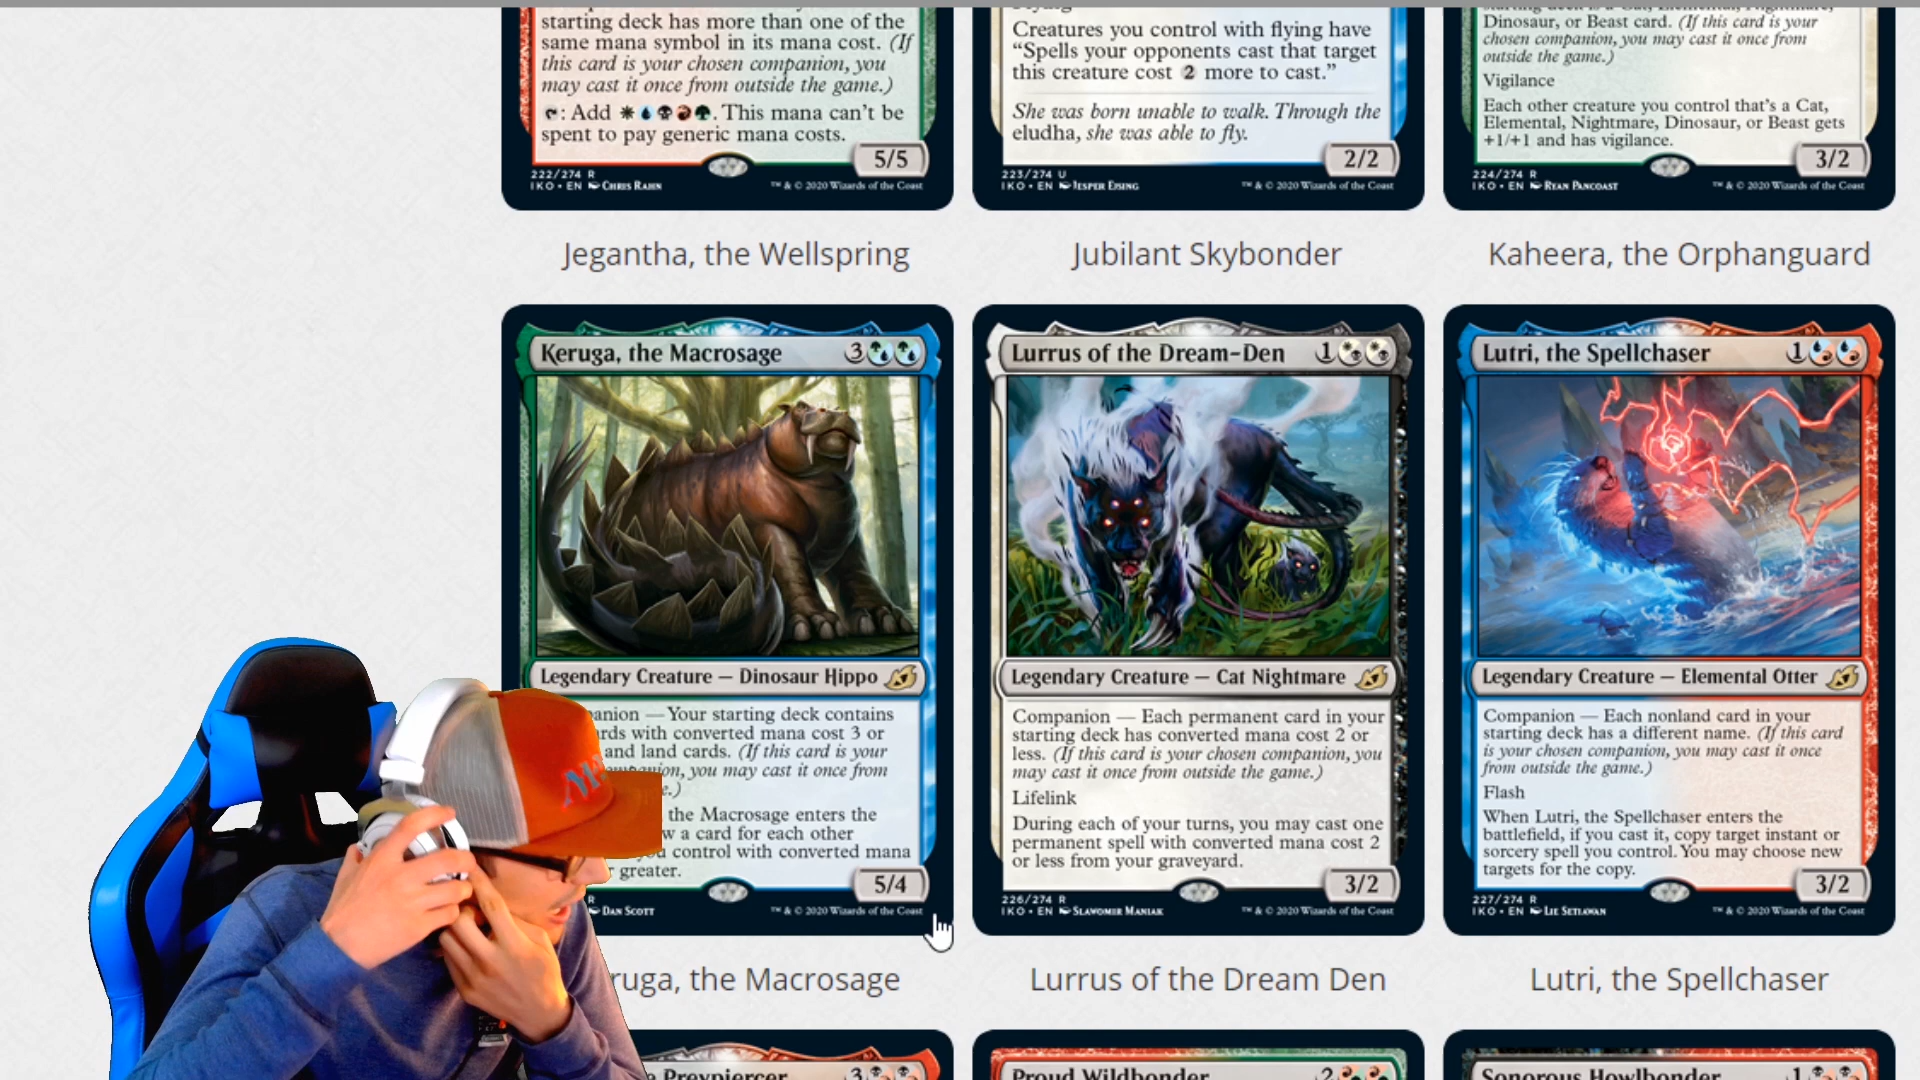 starting deck has more than one of the
same mana symbol in its mana cost. (If
this card is your chosen companion, you
may cast it once from outside the game.)
: Add . This mana can't be
spent to pay generic mana costs.
5/5
222/274 R
IKO • EN Chris Rahn
™ & © 2020 Wizards of the Coast
Jegantha, the Wellspring
Flying
Creatures you control with flying have
“Spells your opponents cast that target
this creature cost 2 more to cast.”
She was born unable to walk. Through the
eludha, she was able to fly.
2/2
223/274 U
IKO • EN Jesper Ejsing
™ & © 2020 Wizards of the Coast
Jubilant Skybonder
Dinosaur, or Beast card. (If this card is your
chosen companion, you may cast it once from
outside the game.)
Vigilance
Each other creature you control that's a Cat,
Elemental, Nightmare, Dinosaur, or Beast gets
+1/+1 and has vigilance.
3/2
224/274 R
IKO • EN Ryan Pancoast
™ & © 2020 Wizards of the Coast
Kaheera, the Orphanguard
Keruga, the Macrosage 3
Legendary Creature — Dinosaur Hippo
anion — Your starting deck contains
rds with converted mana cost 3 or
and land cards. (If this card is your
companion, you may cast it once from
e.)
the Macrosage enters the
w a card for each other
you control with converted mana
r greater.
5/4
R
Dan Scott
™ & © 2020 Wizards of the Coast
ruga, the Macrosage
Lurrus of the Dream-Den 1
Legendary Creature — Cat Nightmare
Companion — Each permanent card in your
starting deck has converted mana cost 2 or
less. (If this card is your chosen companion, you
may cast it once from outside the game.)
Lifelink
During each of your turns, you may cast one
permanent spell with converted mana cost 2
or less from your graveyard.
3/2
226/274 R
IKO • EN Slawomir Maniak
™ & © 2020 Wizards of the Coast
Lurrus of the Dream Den
Lutri, the Spellchaser 1
Legendary Creature — Elemental Otter
Companion — Each nonland card in your
starting deck has a different name. (If this card
is your chosen companion, you may cast it once
from outside the game.)
Flash
When Lutri, the Spellchaser enters the
battlefield, if you cast it, copy target instant or
sorcery spell you control. You may choose new
targets for the copy.
3/2
227/274 R
IKO • EN Lie Setiawan
™ & © 2020 Wizards of the Coast
Lutri, the Spellchaser
e Preypiercer 3
Proud Wildbonder 2
Sonorous Howlbonder 1